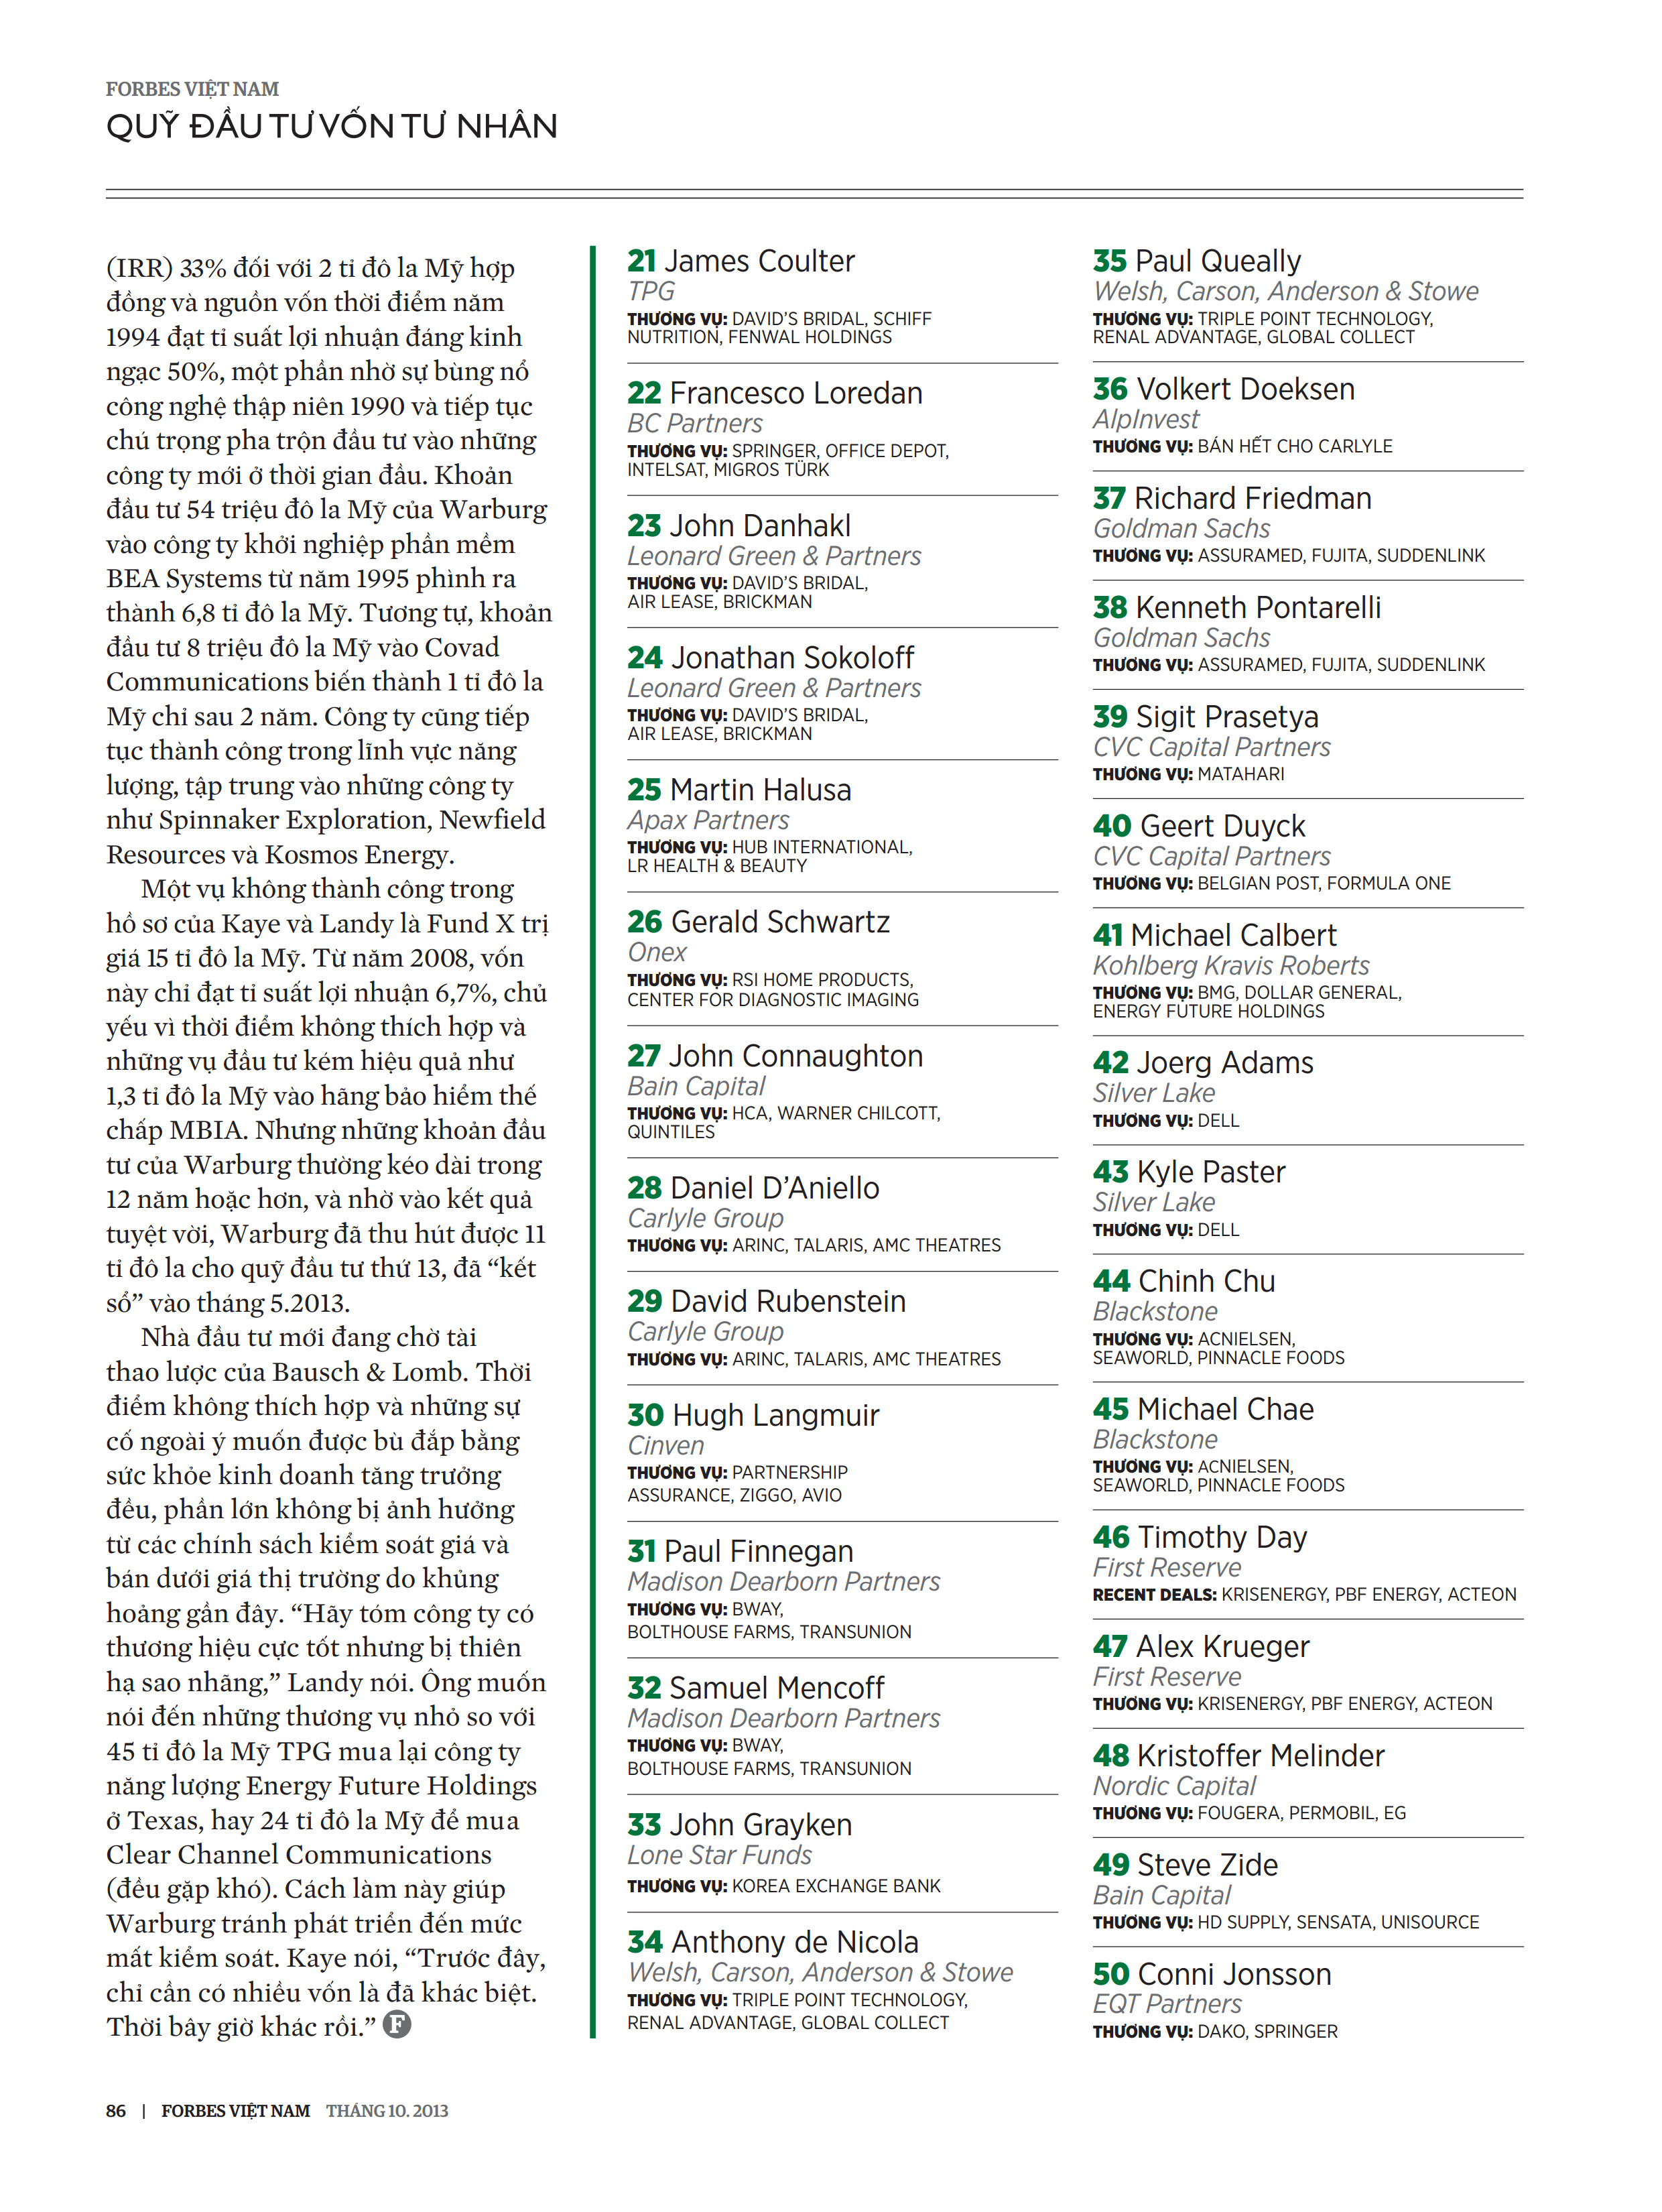 FORBES VIỆT NAM
QUỸ ĐẦU TƯ VỐN TƯ NHÂN
(IRR) 33% đối với 2 tỉ đô la Mỹ hợp
đồng và nguồn vốn thời điểm năm
1994 đạt tỉ suất lợi nhuận đáng kinh
ngạc 50%, một phần nhờ sự bùng nổ
công nghệ thập niên 1990 và tiếp tục
chú trọng pha trộn đầu tư vào những
công ty mới ở thời gian đầu. Khoản
đầu tư 54 triệu đô la Mỹ của Warburg
vào công ty khởi nghiệp phần mềm
BEA Systems từ năm 1995 phình ra
thành 6,8 tỉ đô la Mỹ. Tương tự, khoản
đầu tư 8 triệu đô la Mỹ vào Covad
Communications biến thành 1 tỉ đô la
Mỹ chỉ sau 2 năm. Công ty cũng tiếp
tục thành công trong lĩnh vực năng
lượng, tập trung vào những công ty
như Spinnaker Exploration, Newfield
Resources và Kosmos Energy.
Một vụ không thành công trong
hồ sơ của Kaye và Landy là Fund X trị
giá 15 tỉ đô la Mỹ. Từ năm 2008, vốn
này chỉ đạt tỉ suất lợi nhuận 6,7%, chủ
yếu vì thời điểm không thích hợp và
những vụ đầu tư kém hiệu quả như
1,3 tỉ đô la Mỹ vào hãng bảo hiểm thế
chấp MBIA. Nhưng những khoản đầu
tư của Warburg thường kéo dài trong
12 năm hoặc hơn, và nhờ vào kết quả
tuyệt vời, Warburg đã thu hút được 11
tỉ đô la cho quỹ đầu tư thứ 13, đã “kết
sổ” vào tháng 5.2013.
Nhà đầu tư mới đang chờ tài
thao lược của Bausch & Lomb. Thời
điểm không thích hợp và những sự
cố ngoài ý muốn được bù đắp bằng
sức khỏe kinh doanh tăng trưởng
đều, phần lớn không bị ảnh hưởng
từ các chính sách kiểm soát giá và
bán dưới giá thị trường do khủng
hoảng gần đây. “Hãy tóm công ty có
thương hiệu cực tốt nhưng bị thiên
hạ sao nhãng,” Landy nói. Ông muốn
nói đến những thương vụ nhỏ so với
45 tỉ đô la Mỹ TPG mua lại công ty
năng lượng Energy Future Holdings
ở Texas, hay 24 tỉ đô la Mỹ để mua
Clear Channel Communications
(đều gặp khó). Cách làm này giúp
Warburg tránh phát triển đến mức
mất kiểm soát. Kaye nói, “Trước đây,
chỉ cần có nhiều vốn là đã khác biệt.
Thời bây giờ khác rồi.” F
21 James Coulter
TPG
THƯƠNG VỤ: DAVID’S BRIDAL, SCHIFF
NUTRITION, FENWAL HOLDINGS
22 Francesco Loredan
BC Partners
THƯƠNG VỤ: SPRINGER, OFFICE DEPOT,
INTELSAT, MIGROS TÜRK
23 John Danhakl
Leonard Green & Partners
THƯƠNG VỤ: DAVID’S BRIDAL,
AIR LEASE, BRICKMAN
24 Jonathan Sokoloff
Leonard Green & Partners
THƯƠNG VỤ: DAVID’S BRIDAL,
AIR LEASE, BRICKMAN
25 Martin Halusa
Apax Partners
THƯƠNG VỤ: HUB INTERNATIONAL,
LR HEALTH & BEAUTY
26 Gerald Schwartz
Onex
THƯƠNG VỤ: RSI HOME PRODUCTS,
CENTER FOR DIAGNOSTIC IMAGING
27 John Connaughton
Bain Capital
THƯƠNG VỤ: HCA, WARNER CHILCOTT,
QUINTILES
28 Daniel D’Aniello
Carlyle Group
THƯƠNG VỤ: ARINC, TALARIS, AMC THEATRES
29 David Rubenstein
Carlyle Group
THƯƠNG VỤ: ARINC, TALARIS, AMC THEATRES
30 Hugh Langmuir
Cinven
THƯƠNG VỤ: PARTNERSHIP
ASSURANCE, ZIGGO, AVIO
31 Paul Finnegan
Madison Dearborn Partners
THƯƠNG VỤ: BWAY,
BOLTHOUSE FARMS, TRANSUNION
32 Samuel Mencoff
Madison Dearborn Partners
THƯƠNG VỤ: BWAY,
BOLTHOUSE FARMS, TRANSUNION
33 John Grayken
Lone Star Funds
THƯƠNG VỤ: KOREA EXCHANGE BANK
34 Anthony de Nicola
Welsh, Carson, Anderson & Stowe
THƯƠNG VỤ: TRIPLE POINT TECHNOLOGY,
RENAL ADVANTAGE, GLOBAL COLLECT
35 Paul Queally
Welsh, Carson, Anderson & Stowe
THƯƠNG VỤ: TRIPLE POINT TECHNOLOGY,
RENAL ADVANTAGE, GLOBAL COLLECT
36 Volkert Doeksen
AlpInvest
THƯƠNG VỤ: BÁN HẾT CHO CARLYLE
37 Richard Friedman
Goldman Sachs
THƯƠNG VỤ: ASSURAMED, FUJITA, SUDDENLINK
38 Kenneth Pontarelli
Goldman Sachs
THƯƠNG VỤ: ASSURAMED, FUJITA, SUDDENLINK
39 Sigit Prasetya
CVC Capital Partners
THƯƠNG VỤ: MATAHARI
40 Geert Duyck
CVC Capital Partners
THƯƠNG VỤ: BELGIAN POST, FORMULA ONE
41 Michael Calbert
Kohlberg Kravis Roberts
THƯƠNG VỤ: BMG, DOLLAR GENERAL,
ENERGY FUTURE HOLDINGS
42 Joerg Adams
Silver Lake
THƯƠNG VỤ: DELL
43 Kyle Paster
Silver Lake
THƯƠNG VỤ: DELL
44 Chinh Chu
Blackstone
THƯƠNG VỤ: ACNIELSEN,
SEAWORLD, PINNACLE FOODS
45 Michael Chae
Blackstone
THƯƠNG VỤ: ACNIELSEN,
SEAWORLD, PINNACLE FOODS
46 Timothy Day
First Reserve
RECENT DEALS: KRISENERGY, PBF ENERGY, ACTEON
47 Alex Krueger
First Reserve
THƯƠNG VỤ: KRISENERGY, PBF ENERGY, ACTEON
48 Kristoffer Melinder
Nordic Capital
THƯƠNG VỤ: FOUGERA, PERMOBIL, EG
49 Steve Zide
Bain Capital
THƯƠNG VỤ: HD SUPPLY, SENSATA, UNISOURCE
50 Conni Jonsson
EQT Partners
THƯƠNG VỤ: DAKO, SPRINGER
86 | FORBES VIỆT NAM THÁNG 10. 2013